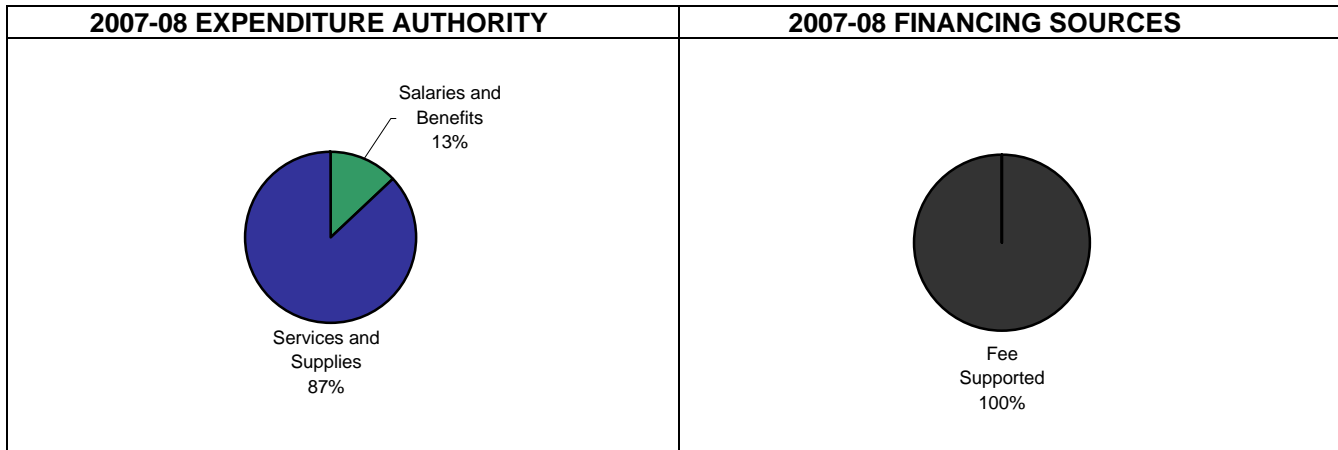 2007-08 EXPENDITURE AUTHORITY
Salaries and
Benefits
13%
Services and
Supplies
87%
2007-08 FINANCING SOURCES
Fee
Supported
100%